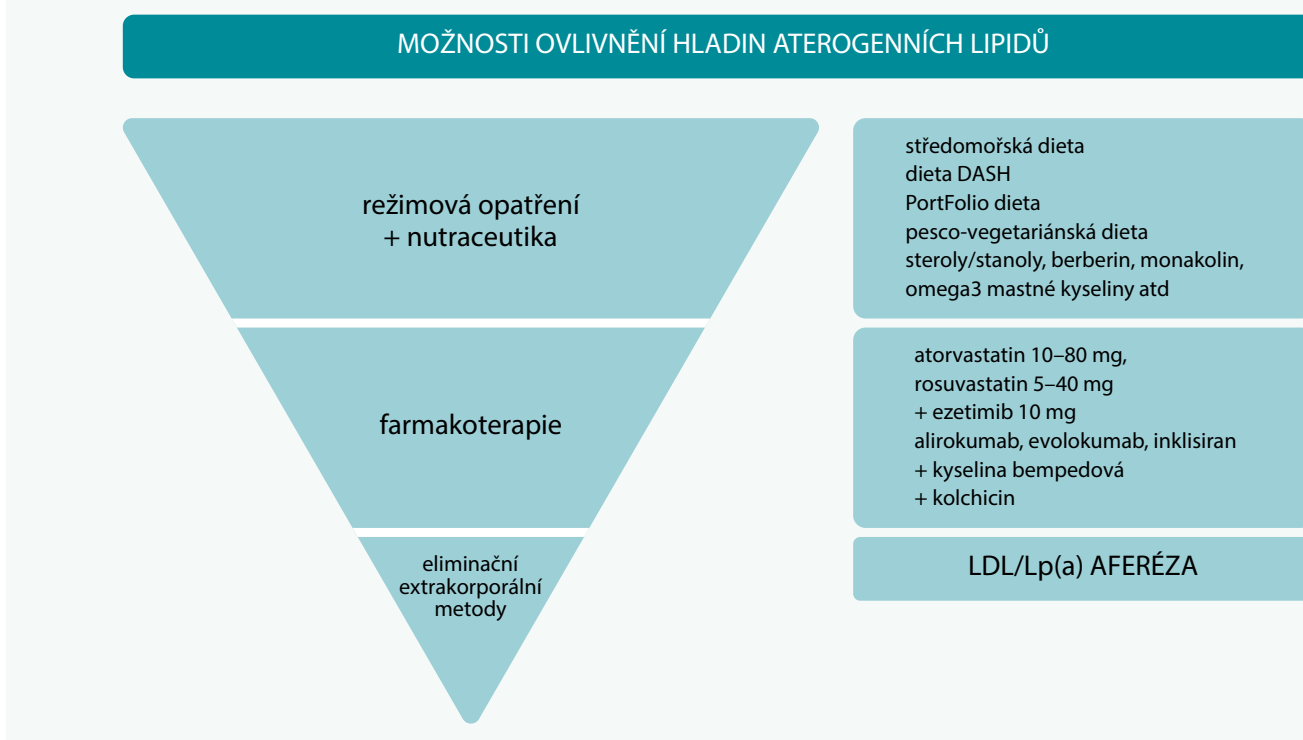 MOŽNOSTI OVLIVNĚNÍ HLADIN ATEROGENNÍCH LIPIDŮ
režimová opatření
+ nutraceutika
středomořská dieta
dieta DASH
PortFolio dieta
pesco-vegetariánská dieta
steroly/stanoly, berberin, monakolin,
omega3 mastné kyseliny atd
farmakoterapie
atorvastatin 10–80 mg,
rosuvastatin 5–40 mg
+ ezetimib 10 mg
alirokumab, evolokumab, inklisiran
+ kyselina bempedová
+ kolchicin
eliminační
extrakorporální
metody
LDL/Lp(a) AFERÉZA